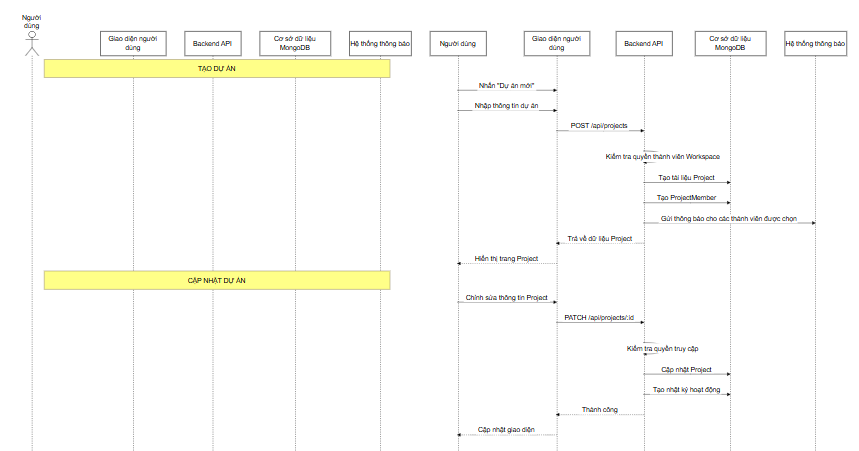 Người
dùng
Giao diện người
dùng
Backend API
Cơ sở dữ liệu
MongoDB
Hệ thống thông báo
Người dùng
Giao diện người
dùng
Backend API
Cơ sở dữ liệu
MongoDB
Hệ thống thông báo
TẠO DỰ ÁN
Nhấn "Dự án mới"
Nhập thông tin dự án
POST /api/projects
Kiểm tra quyền thành viên Workspace
Tạo tài liệu Project
Tạo ProjectMember
Gửi thông báo cho các thành viên được chọn
Trả về dữ liệu Project
Hiển thị trang Project
CẬP NHẬT DỰ ÁN
Chỉnh sửa thông tin Project
PATCH /api/projects/:id
Kiểm tra quyền truy cập
Cập nhật Project
Tạo nhật ký hoạt động
Thành công
Cập nhật giao diện